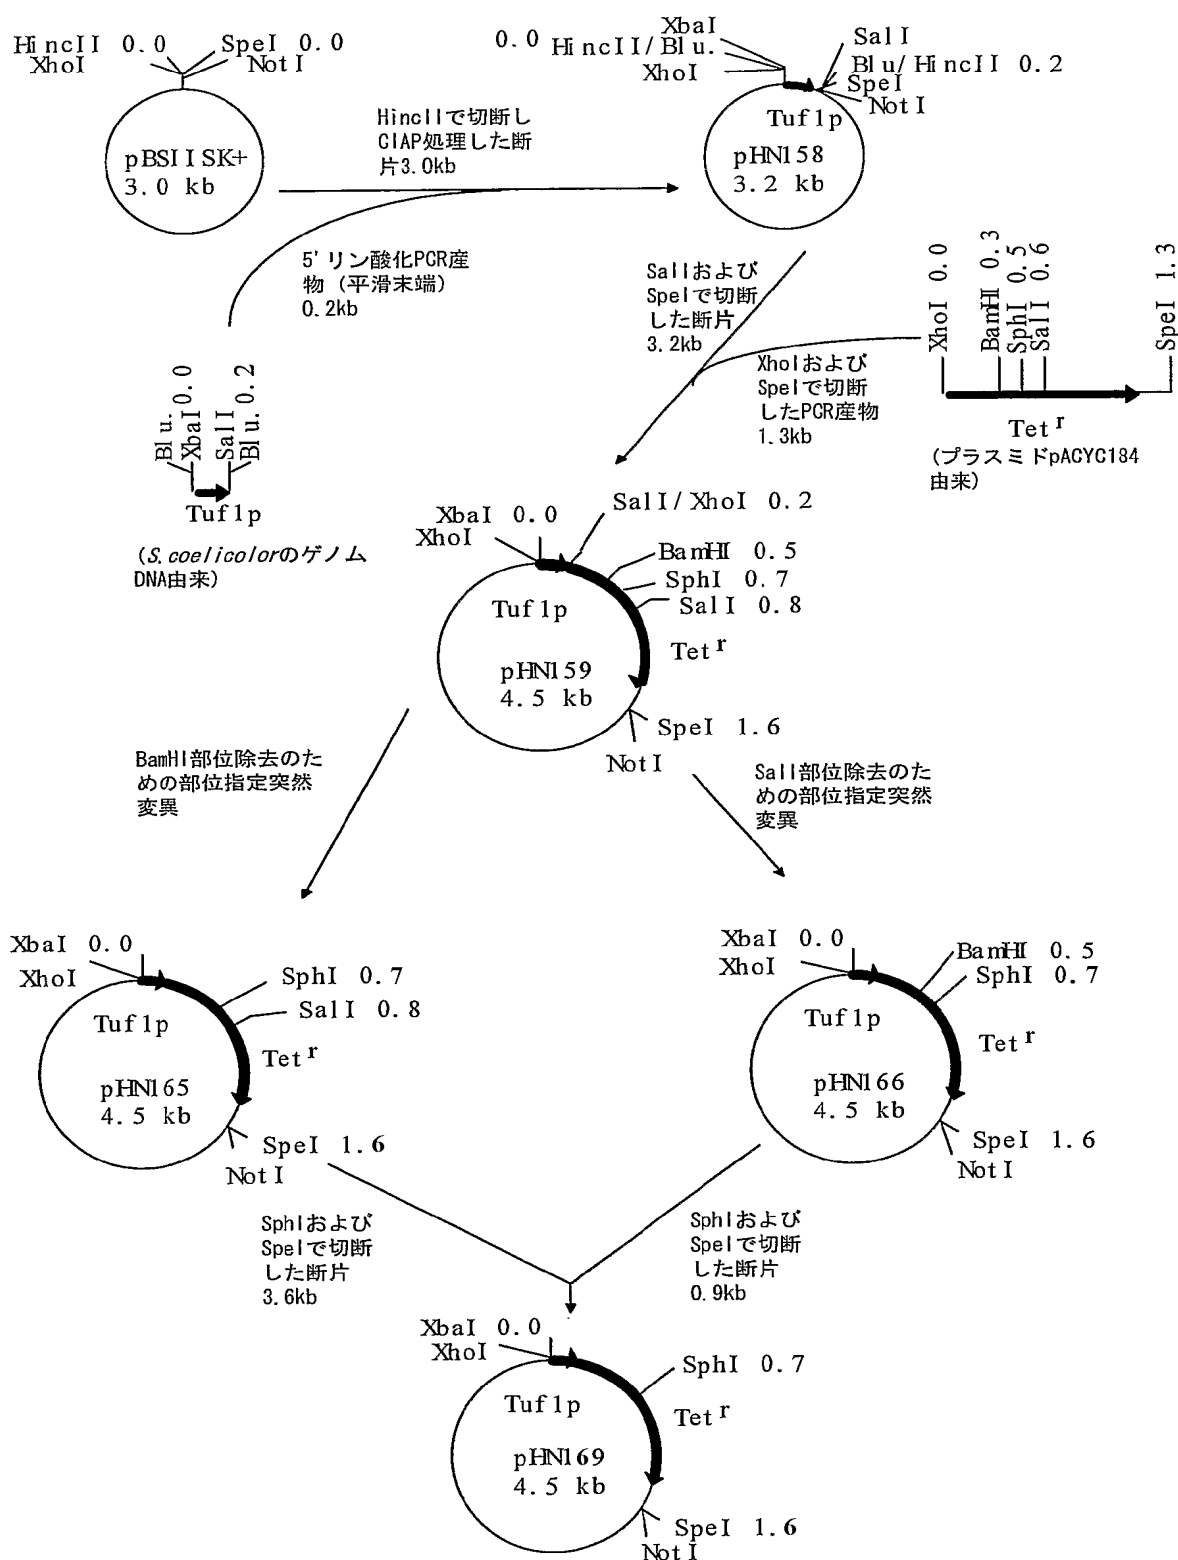 HincII 0.0
XhoI
SpeI 0.0
NotI
pBSIISK+
3.0 kb
HincIIで切断し
CIAP処理した断
片3.0kb
XbaI
0.0 HincII/Blu.
XhoI
SalI
Blu/HincII 0.2
SpeI
NotI
Tuf1p
pHN158
3.2 kb
5'リン酸化PCR産
物（平滑末端）
0.2kb
Blu.
XbaI 0.0
SalI
Blu. 0.2
Tuf1p
(S. coelicolorのゲノム
DNA由来)
SalIおよび
SpeIで切断
した断片
3.2kb
XhoIおよび
SpeIで切断
したPCR産物
1.3kb
XhoI 0.0
BamHI 0.3
SphI 0.5
SalI 0.6
SpeI 1.3
Tet r
(プラスミドpACYC184
由来)
XbaI 0.0
XhoI
SalI/XhoI 0.2
BamHI 0.5
SphI 0.7
SalI 0.8
Tuf1p
Tet r
pHN159
4.5 kb
SpeI 1.6
NotI
BamHI部位除去のた
めの部位指定突然
変異
SalI部位除去のた
めの部位指定突然
変異
XbaI 0.0
XhoI
SphI 0.7
SalI 0.8
Tuf1p
Tet r
pHN165
4.5 kb
SpeI 1.6
NotI
XbaI 0.0
XhoI
BamHI 0.5
SphI 0.7
Tuf1p
Tet r
pHN166
4.5 kb
SpeI 1.6
NotI
SphIおよび
SpeIで切断
した断片
3.6kb
SphIおよび
SpeIで切断
した断片
0.9kb
XbaI 0.0
XhoI
SphI 0.7
Tuf1p
Tet r
pHN169
4.5 kb
SpeI 1.6
NotI